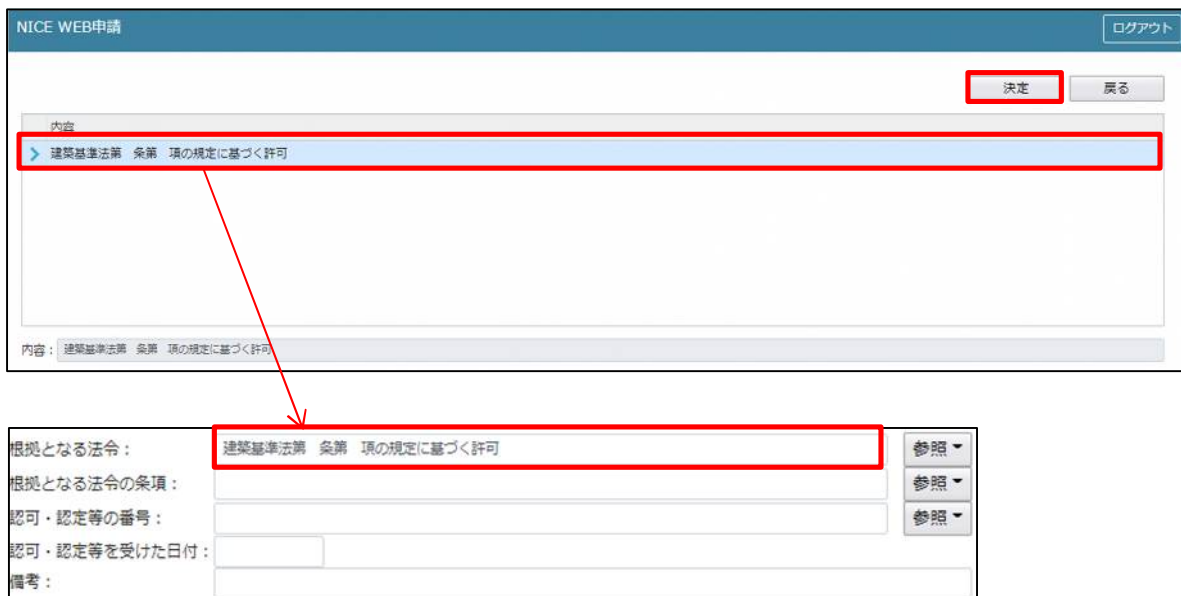 NICE WEB申請 ログアウト
決定 戻る
内容
建築基準法第　条第　項の規定に基づく許可
内容： 建築基準法第　条第　項の規定に基づく許可
根拠となる法令： 建築基準法第　条第　項の規定に基づく許可 参照
根拠となる法令の条項： 参照
認可・認定等の番号： 参照
認可・認定等を受けた日付：
備考：